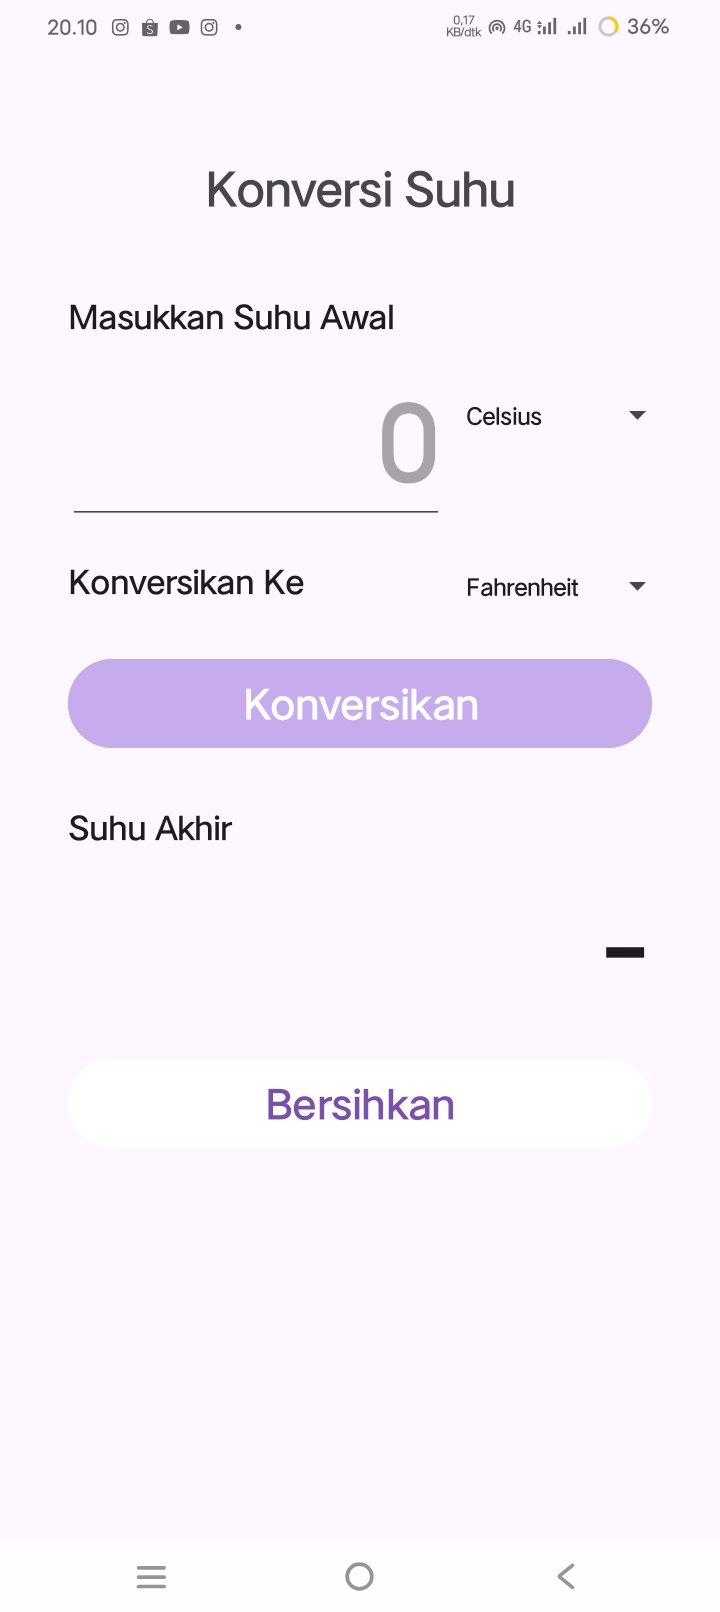 20.10
0,17
KB/dtk
4G
36%
Konversi Suhu
Masukkan Suhu Awal
0
Celsius
Konversikan Ke
Fahrenheit
Konversikan
Suhu Akhir
-
Bersihkan